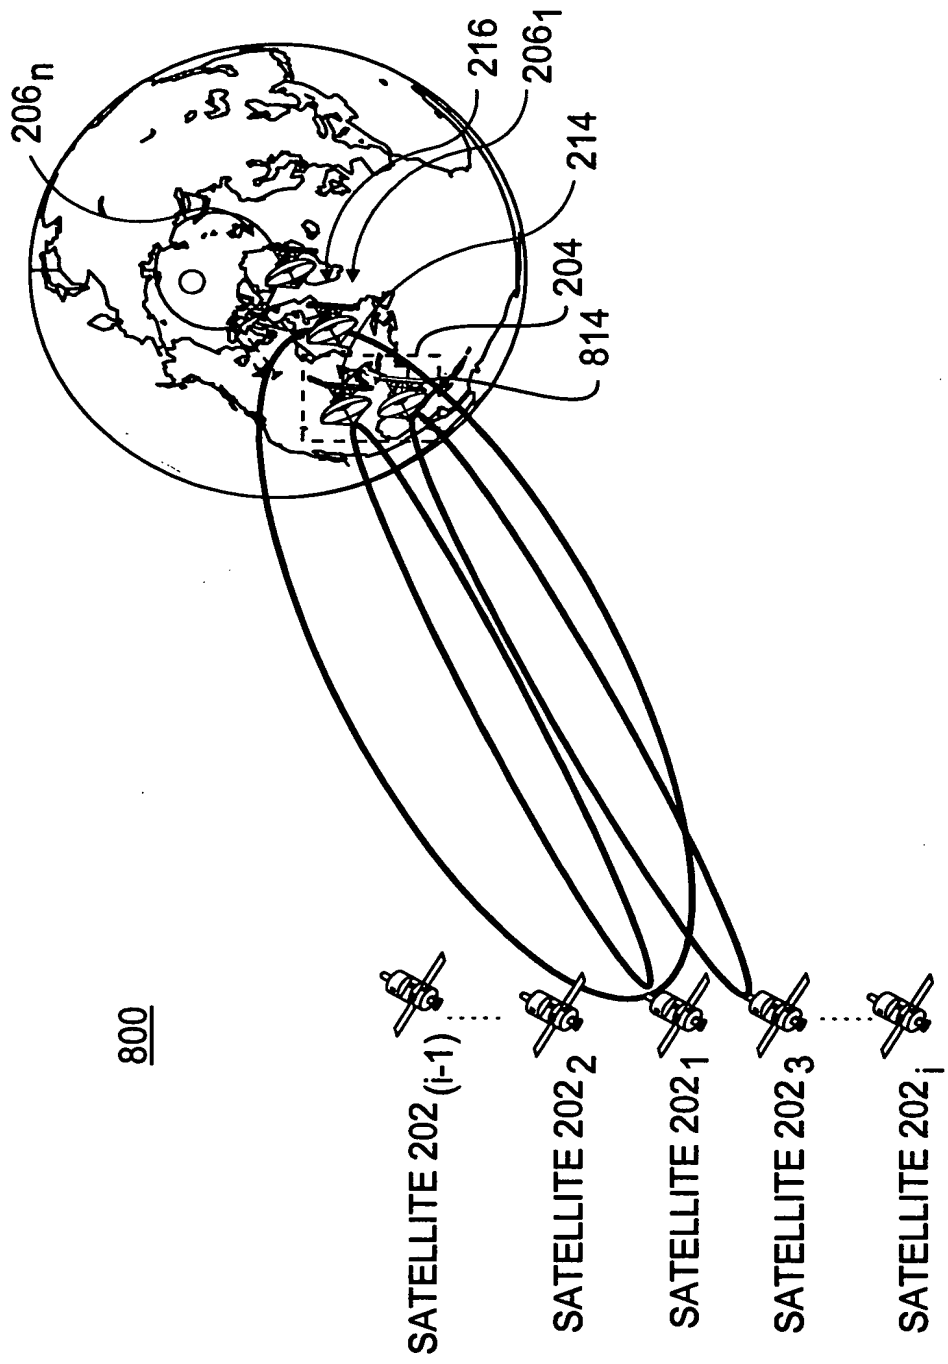 800
SATELLITE 202(i-1)
SATELLITE 202₂
SATELLITE 202₁
SATELLITE 202₃
SATELLITE 202i
206n
216
206₁
214
204
814